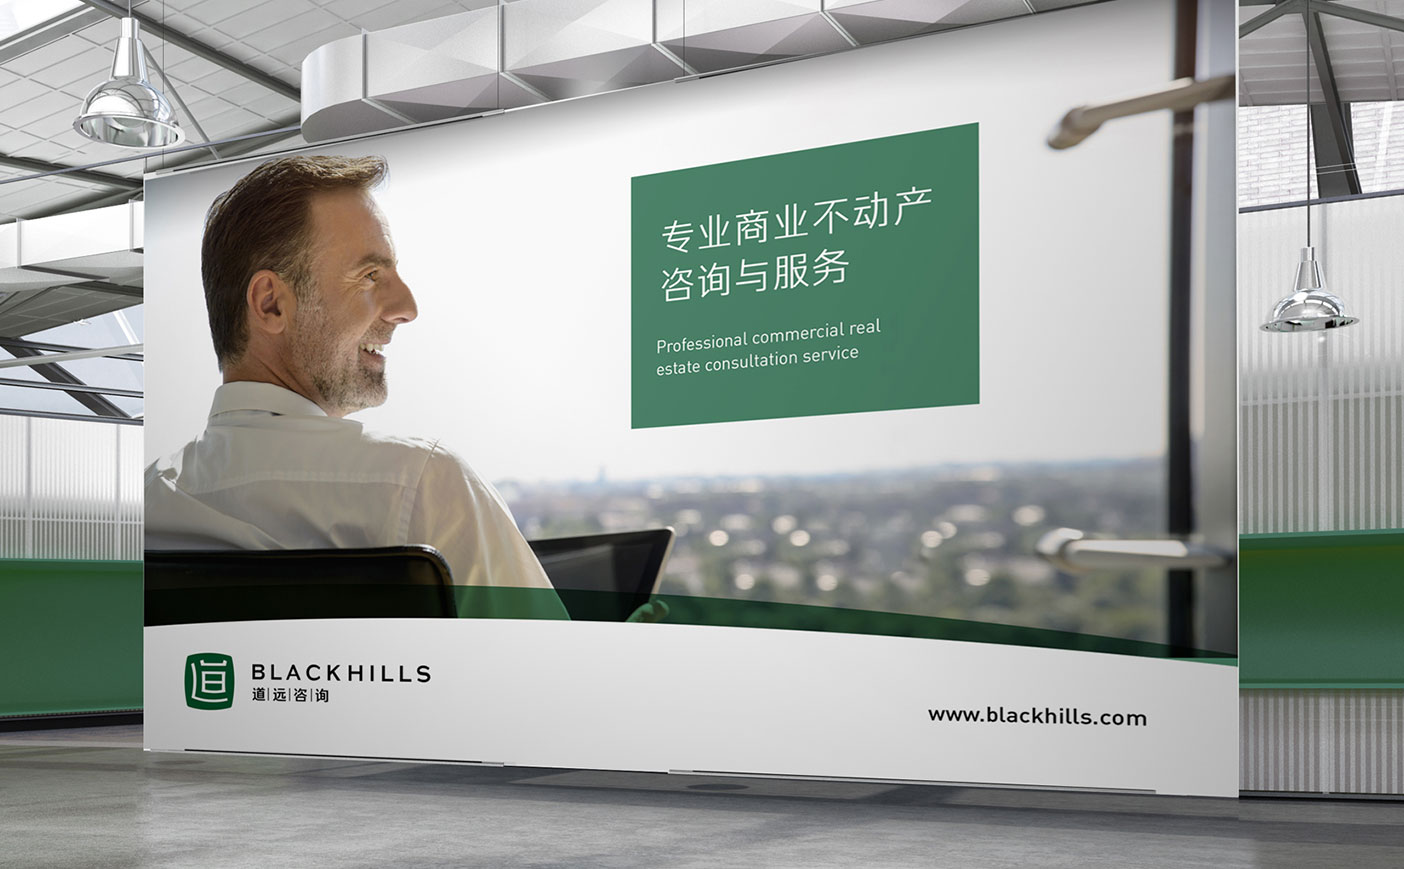 专业商业不动产
咨询与服务
Professional commercial real
estate consultation service
BLACKHILLS
道|远|咨|询
www.blackhills.com